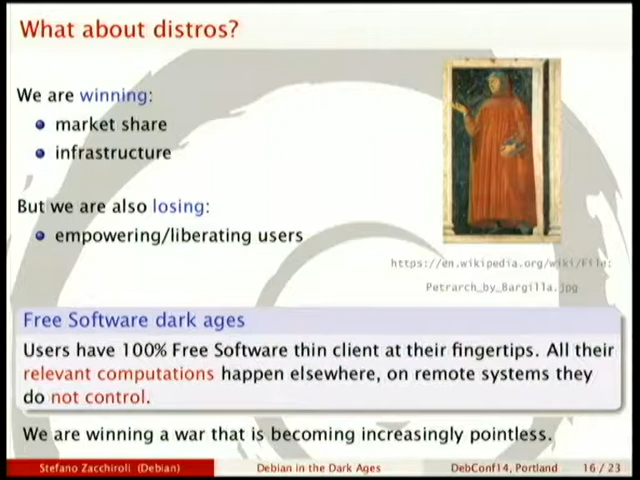 What about distros?
We are winning:
market share
infrastructure
But we are also losing:
empowering/liberating users
https://en.wikipedia.org/wiki/File:
Petrarch_by_Bargilla.jpg
Free Software dark ages
Users have 100% Free Software thin client at their fingertips. All their
relevant computations happen elsewhere, on remote systems they
do not control.
We are winning a war that is becoming increasingly pointless.
Stefano Zacchiroli (Debian) Debian in the Dark Ages DebConf14, Portland 16 / 23